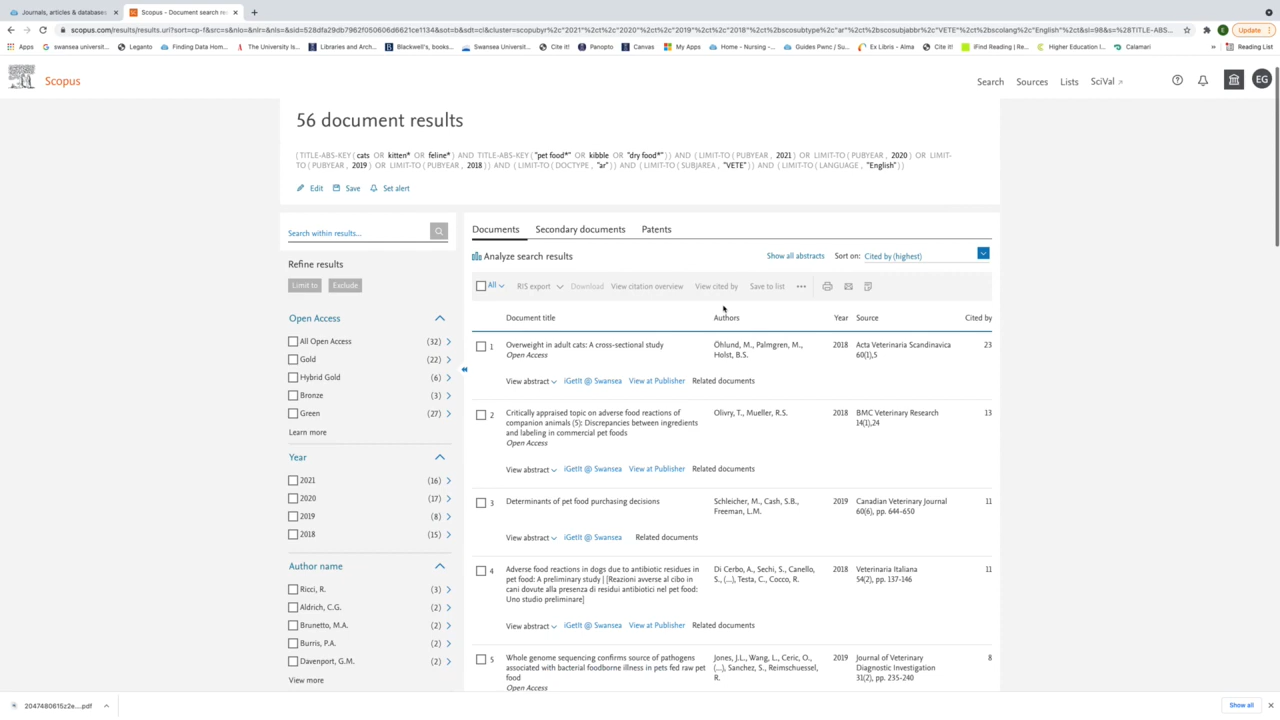 Journals, articles & databases
Scopus - Document search re
scopus.com/results/results.uri?sort=cp-f&src=s&nlo=&nlr=&nls=&sid=528dfa29db7962f050606d6621ce1134&sot=b&sdt=cl&cluster=scopubyr%2c"2021"%2ct%2c"2020"%2ct%2c"2019"%2ct%2c"2018"%2ct%2bscosubtype%2c"ar"%2ct%2bscosubjabbr%2c"VETE"%2ct%2bscolang%2c"English"%2ct&sl=98&s=%28TITLE-ABS...
Update
Apps
swansea universit...
Leganto
Finding Data Hom...
The University Is...
Libraries and Arch...
Blackwell's, books...
Swansea Universit...
Cite it!
Panopto
Canvas
My Apps
Home - Nursing -...
Guides Pwnc / Su...
Ex Libris - Alma
Cite It!
iFind Reading | Re...
Higher Education I...
Calamari
»
Reading List
Scopus
Search
Sources
Lists
SciVal
EG
56 document results
( TITLE-ABS-KEY ( cats OR kitten* OR feline* ) AND TITLE-ABS-KEY ( "pet food*" OR kibble OR "dry food*" ) ) AND ( LIMIT-TO ( PUBYEAR , 2021 ) OR LIMIT-TO ( PUBYEAR , 2020 ) OR LIMIT-
TO ( PUBYEAR , 2019 ) OR LIMIT-TO ( PUBYEAR , 2018 ) ) AND ( LIMIT-TO ( DOCTYPE , "ar" ) ) AND ( LIMIT-TO ( SUBJAREA , "VETE" ) ) AND ( LIMIT-TO ( LANGUAGE , "English" ) )
Edit
Save
Set alert
Search within results...
Refine results
Limit to
Exclude
Open Access
All Open Access (32)
Gold (22)
Hybrid Gold (6)
Bronze (3)
Green (27)
Learn more
Year
2021 (16)
2020 (17)
2019 (8)
2018 (15)
Author name
Ricci, R. (3)
Aldrich, C.G. (2)
Brunetto, M.A. (2)
Burris, P.A. (2)
Davenport, G.M. (2)
View more
Documents
Secondary documents
Patents
Analyze search results
Show all abstracts
Sort on: Cited by (highest)
All
RIS export
Download
View citation overview
View cited by
Save to list
•••
Document title
Authors
Year
Source
Cited by
1
Overweight in adult cats: A cross-sectional study
Open Access
Öhlund, M., Palmgren, M.,
Holst, B.S.
2018
Acta Veterinaria Scandinavica
60(1),5
23
View abstract
iGetIt @ Swansea
View at Publisher
Related documents
2
Critically appraised topic on adverse food reactions of
companion animals (5): Discrepancies between ingredients
and labeling in commercial pet foods
Open Access
Olivry, T., Mueller, R.S.
2018
BMC Veterinary Research
14(1),24
13
View abstract
iGetIt @ Swansea
View at Publisher
Related documents
3
Determinants of pet food purchasing decisions
Schleicher, M., Cash, S.B.,
Freeman, L.M.
2019
Canadian Veterinary Journal
60(6), pp. 644-650
11
View abstract
iGetIt @ Swansea
Related documents
4
Adverse food reactions in dogs due to antibiotic residues in
pet food: A preliminary study | [Reazioni avverse al cibo in
cani dovute alla presenza di residui antibiotici nel pet food:
Uno studio preliminare]
Di Cerbo, A., Sechi, S., Canello,
S., (...), Testa, C., Cocco, R.
2018
Veterinaria Italiana
54(2), pp. 137-146
11
View abstract
iGetIt @ Swansea
View at Publisher
Related documents
5
Whole genome sequencing confirms source of pathogens
associated with bacterial foodborne illness in pets fed raw pet
food
Open Access
Jones, J.L., Wang, L., Ceric, O.,
(...), Sanchez, S., Reimschuessel,
R.
2019
Journal of Veterinary
Diagnostic Investigation
31(2), pp. 235-240
8
2047480615z2e....pdf
Show all